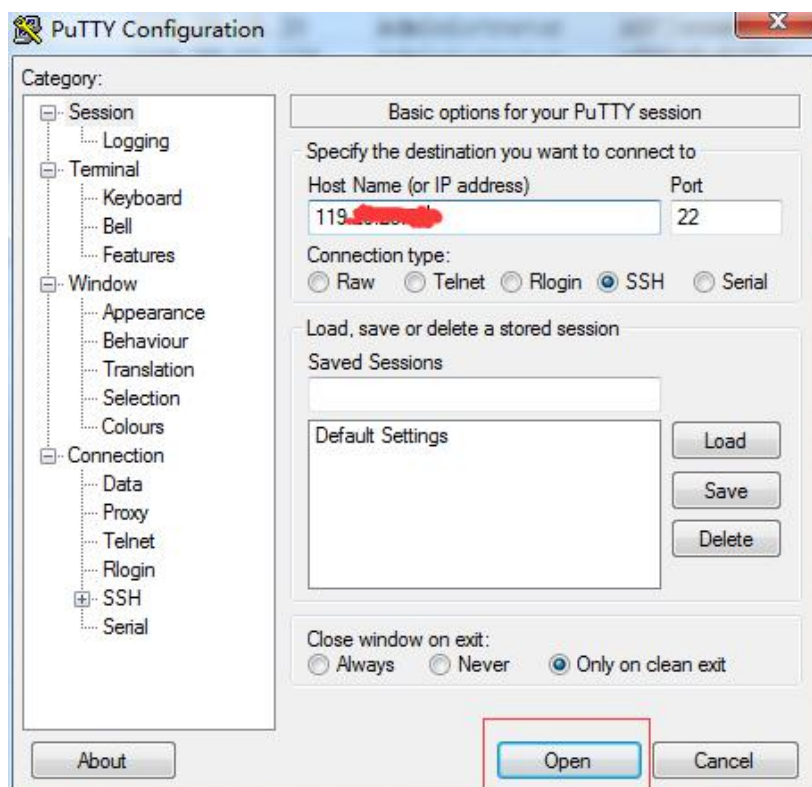 PuTTY Configuration
Category:
Session
Logging
Terminal
Keyboard
Bell
Features
Window
Appearance
Behaviour
Translation
Selection
Colours
Connection
Data
Proxy
Telnet
Rlogin
SSH
Serial
Basic options for your PuTTY session
Specify the destination you want to connect to
Host Name (or IP address) Port
119. 22
Connection type:
Raw Telnet Rlogin SSH Serial
Load, save or delete a stored session
Saved Sessions
Default Settings
Load
Save
Delete
Close window on exit:
Always Never Only on clean exit
About Open Cancel